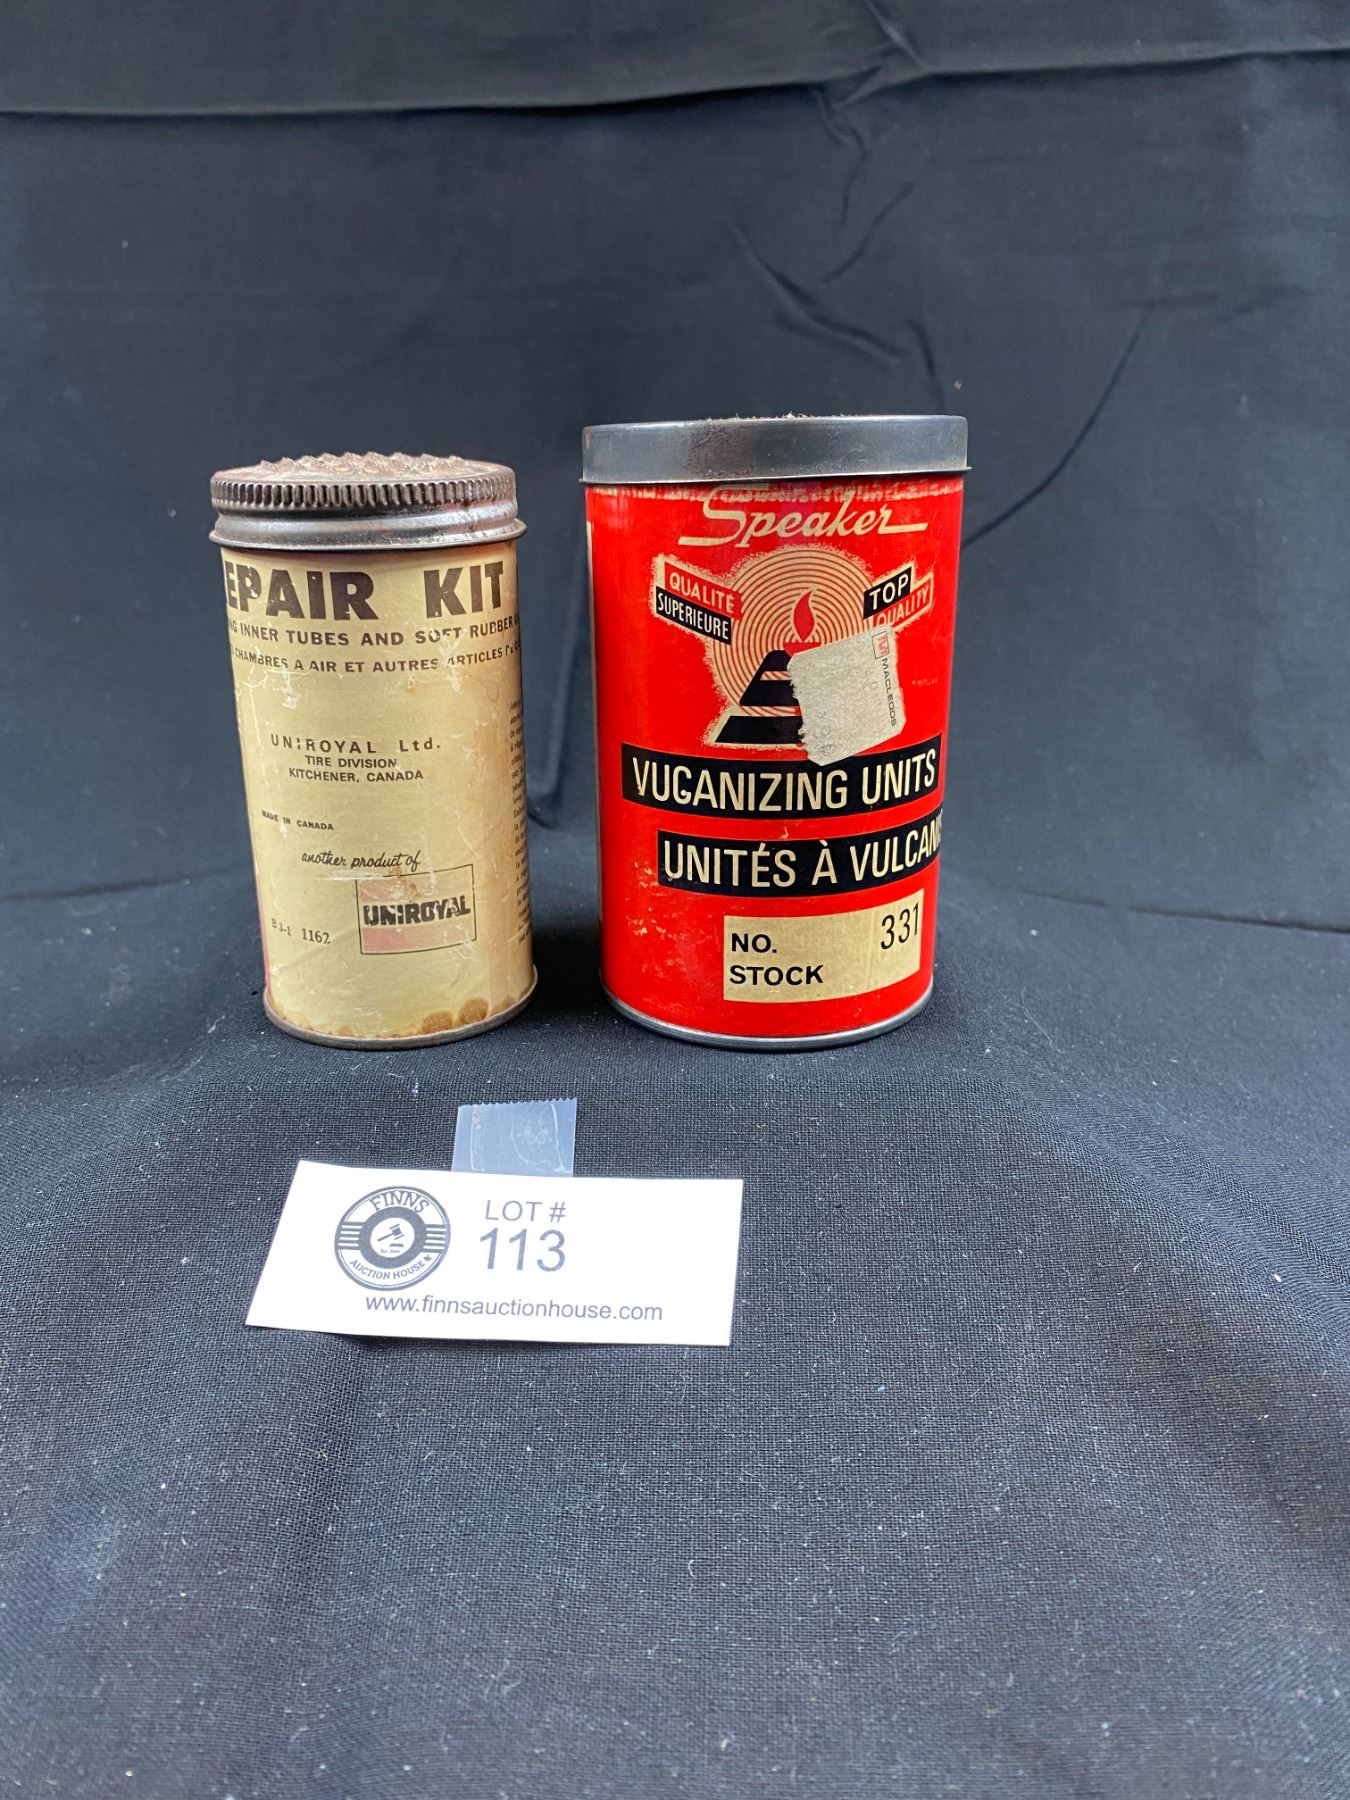 EPAIR KIT
INNER TUBES AND SOFT RUBBER
CHAMBRES A AIR ET AUTRES ARTICLES
UNIROYAL Ltd.
TIRE DIVISION
KITCHENER, CANADA
MADE IN CANADA
another product of
UNIROYAL
1162
Speaker
QUALITÉ
SUPERIEURE
TOP
QUALITY
MACLEODS
VUCANIZING UNITS
UNITÉS À VULCANI
NO. 331
STOCK
FINNS
AUCTION HOUSE
LOT #
113
www.finnsauctionhouse.com